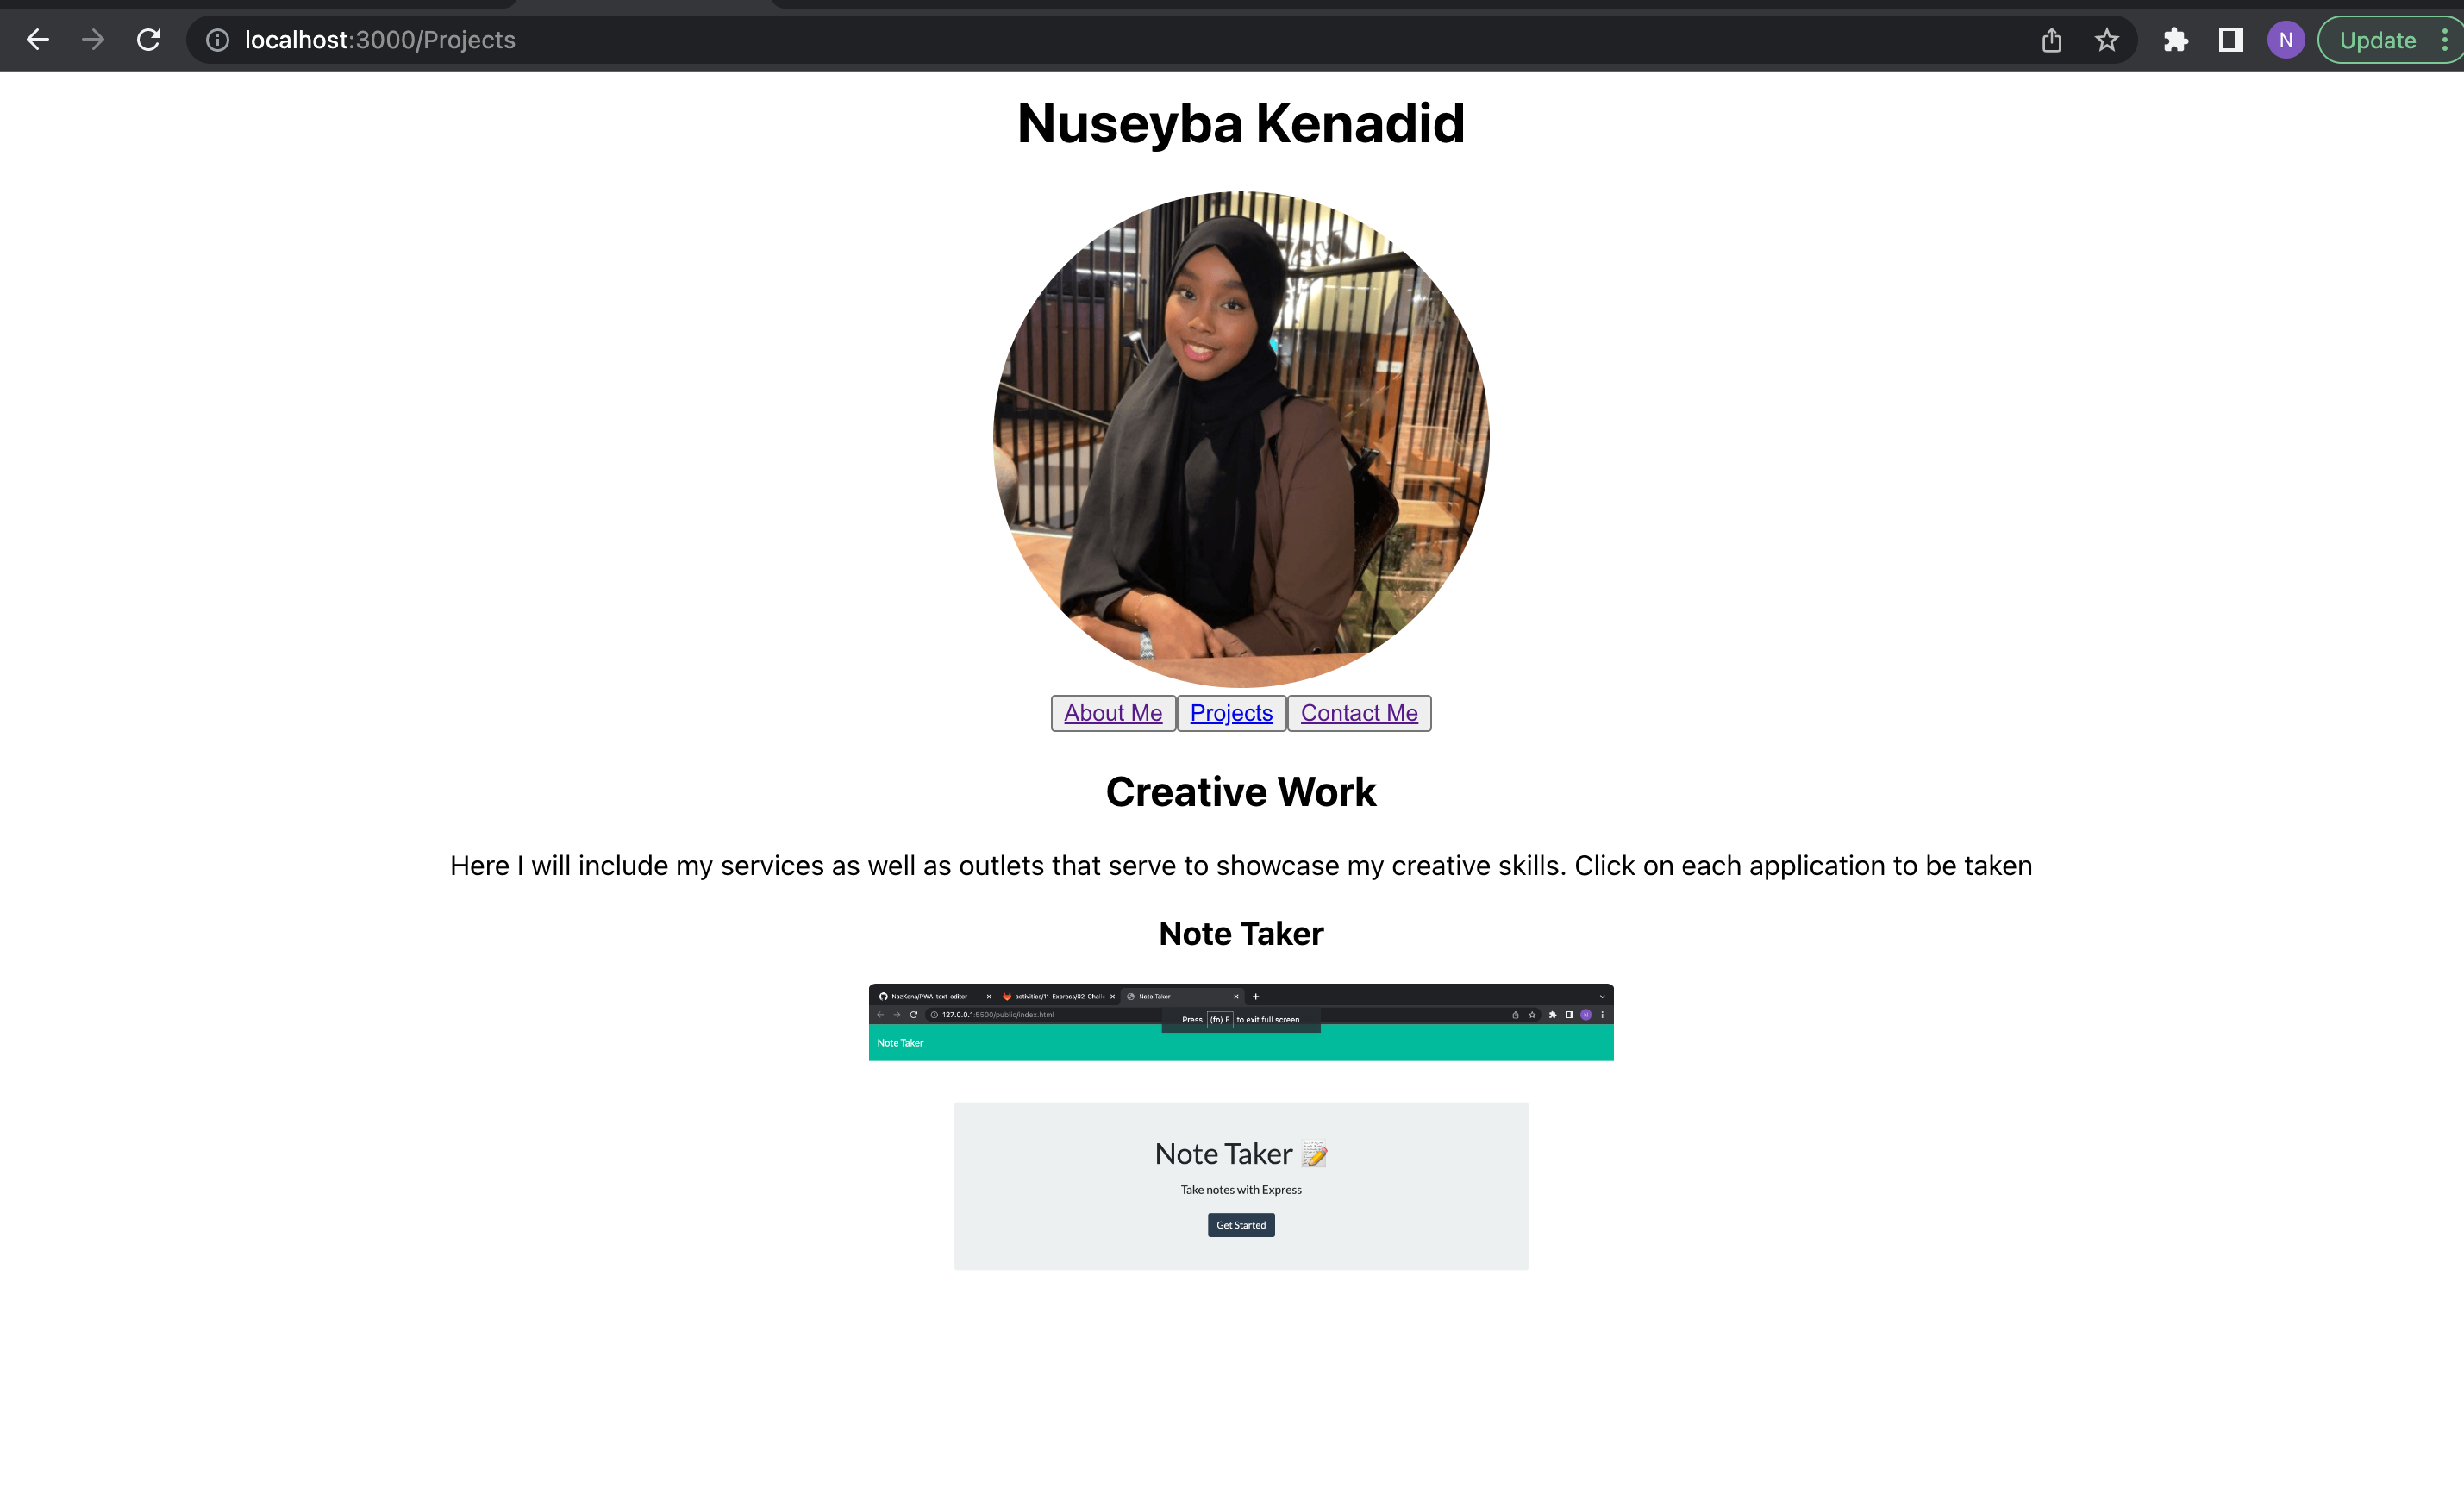 localhost:3000/Projects
N
Update
Nuseyba Kenadid
About Me Projects Contact Me
Creative Work
Here I will include my services as well as outlets that serve to showcase my creative skills. Click on each application to be taken
Note Taker
NazKena/PWA-text-editor
activities/11-Express/02-Chall
Note Taker
127.0.0.1:5500/public/index.html
N
Press (fn) F to exit full screen
Note Taker
Note Taker
Take notes with Express
Get Started